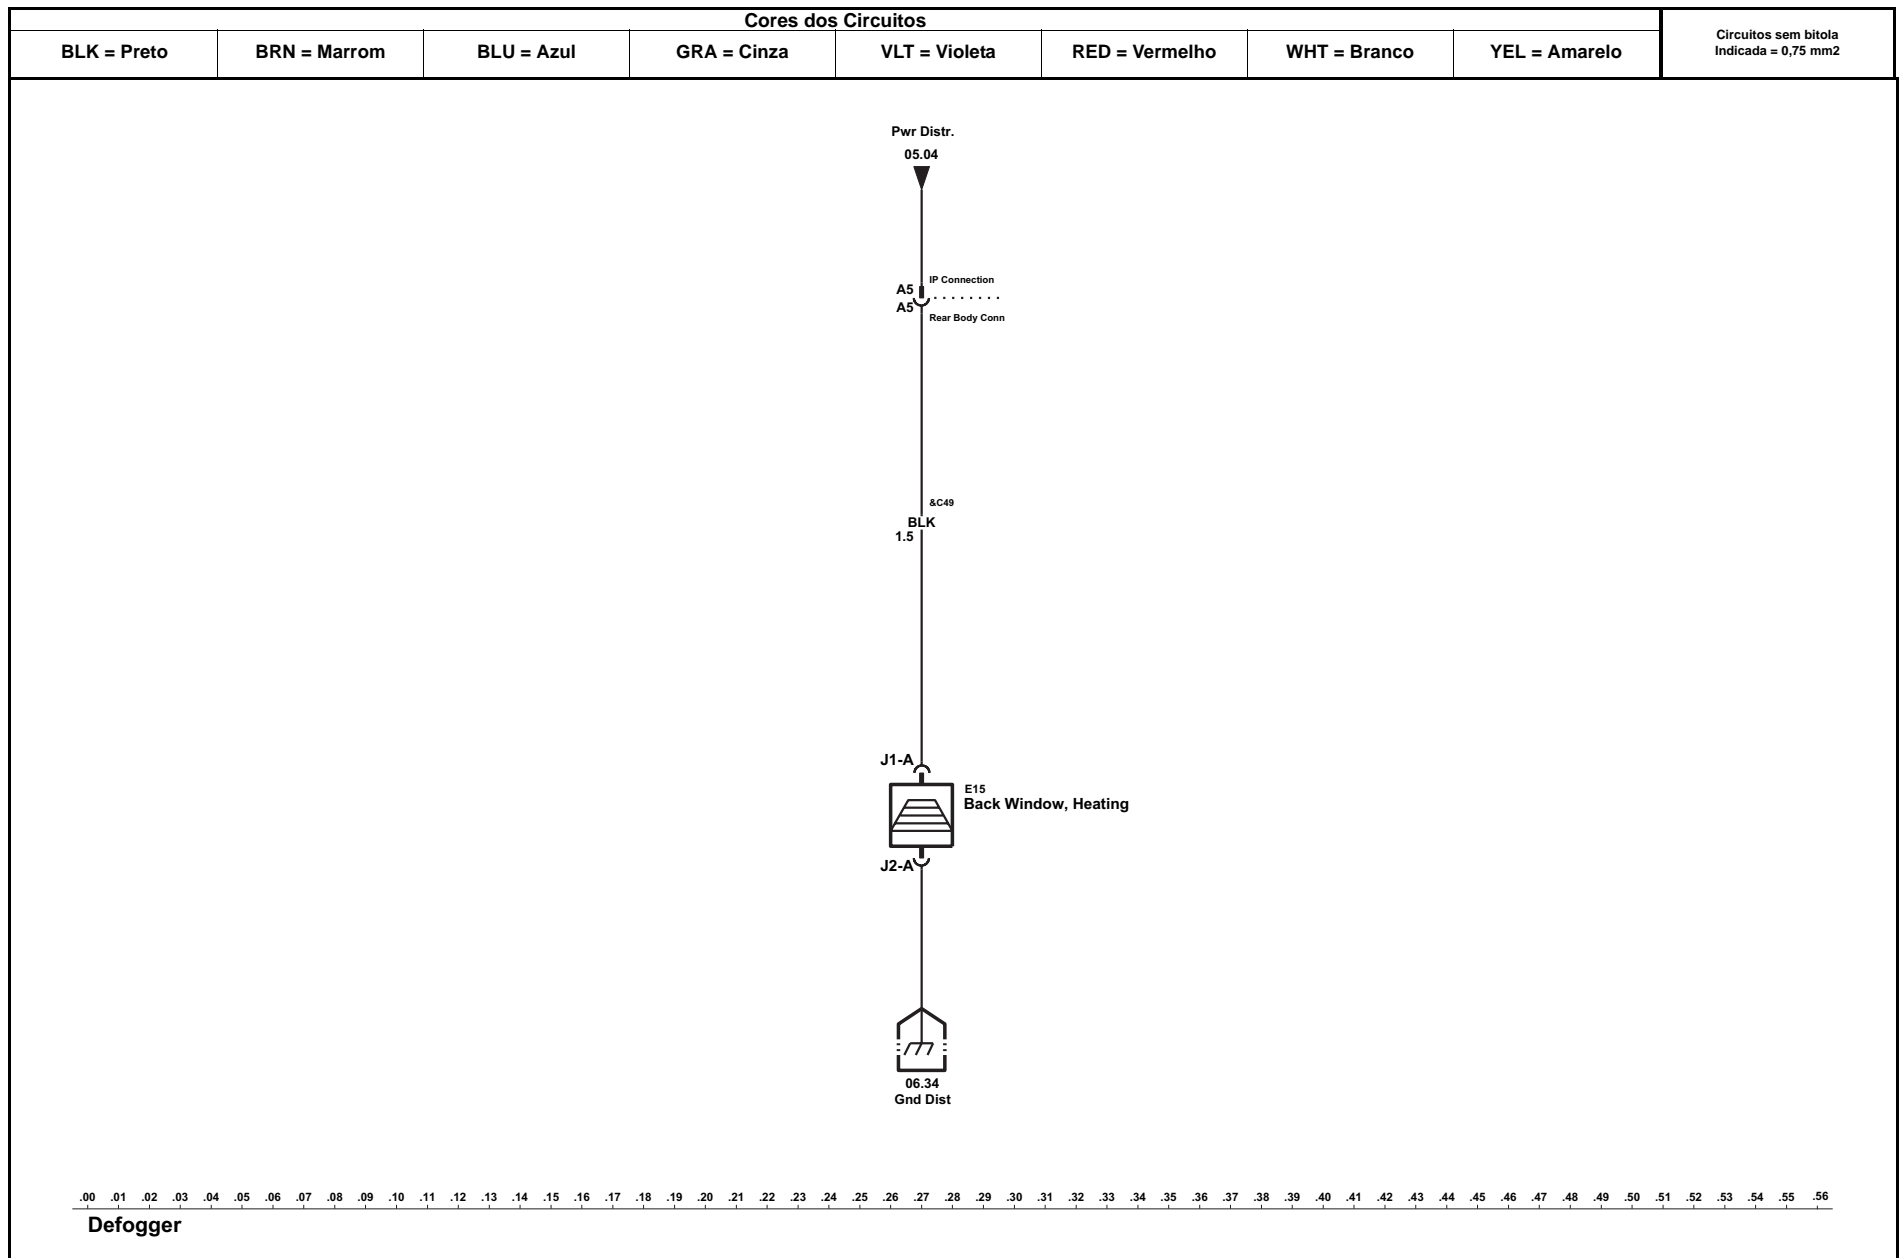 Cores dos Circuitos
BLK = Preto BRN = Marrom BLU = Azul GRA = Cinza VLT = Violeta RED = Vermelho WHT = Branco YEL = Amarelo
Circuitos sem bitola
Indicada = 0,75 mm2
Pwr Distr.
05.04
IP Connection
A5
A5
Rear Body Conn
&C49
BLK
1.5
J1-A
E15
Back Window, Heating
J2-A
06.34
Gnd Dist
.00 .01 .02 .03 .04 .05 .06 .07 .08 .09 .10 .11 .12 .13 .14 .15 .16 .17 .18 .19 .20 .21 .22 .23 .24 .25 .26 .27 .28 .29 .30 .31 .32 .33 .34 .35 .36 .37 .38 .39 .40 .41 .42 .43 .44 .45 .46 .47 .48 .49 .50 .51 .52 .53 .54 .55 .56
Defogger